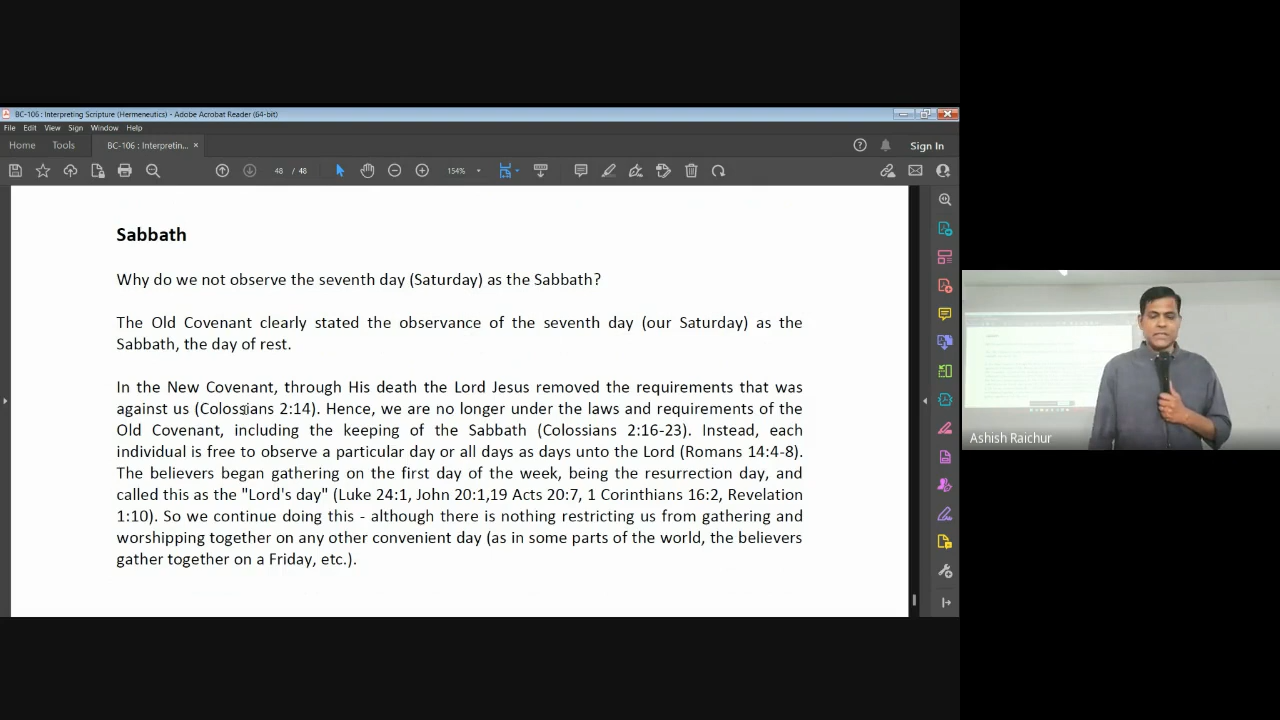 BC-106 : Interpreting Scripture (Hermeneutics) - Adobe Acrobat Reader (64-bit)
File Edit View Sign Window Help
Home Tools BC-106 : Interpretin... × Sign In
48 / 48 154%
Sabbath
Why do we not observe the seventh day (Saturday) as the Sabbath?
The Old Covenant clearly stated the observance of the seventh day (our Saturday) as the
Sabbath, the day of rest.
In the New Covenant, through His death the Lord Jesus removed the requirements that was
against us (Colossians 2:14). Hence, we are no longer under the laws and requirements of the
Old Covenant, including the keeping of the Sabbath (Colossians 2:16-23). Instead, each
individual is free to observe a particular day or all days as days unto the Lord (Romans 14:4-8).
The believers began gathering on the first day of the week, being the resurrection day, and
called this as the "Lord's day" (Luke 24:1, John 20:1,19 Acts 20:7, 1 Corinthians 16:2, Revelation
1:10). So we continue doing this - although there is nothing restricting us from gathering and
worshipping together on any other convenient day (as in some parts of the world, the believers
gather together on a Friday, etc.).
Ashish Raichur